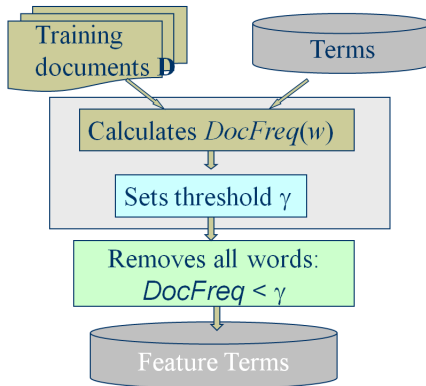 Training
documents D
Terms
Calculates DocFreq(w)
Sets threshold γ
Removes all words:
DocFreq < γ
Feature Terms